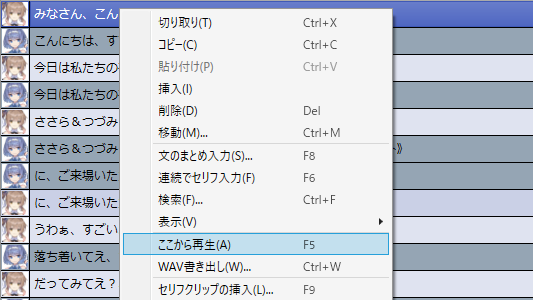 みなさん、こん
こんにちは、す
今日は私たちの
今日は私たちの
ささら＆つづみ
ささら＆つづみ
に、ご来場いた
に、ご来場いた
うわぁ、すごい
落ち着いてえ、
だってみてえ？
切り取り(T) Ctrl+X
コピー(C) Ctrl+C
貼り付け(P) Ctrl+V
挿入(I)
削除(D) Del
移動(M)... Ctrl+M
文のまとめ入力(S)... F8
連続でセリフ入力(F) F6
検索(F)... Ctrl+F
表示(V)
ここから再生(A) F5
WAV書き出し(W)... Ctrl+W
セリフクリップの挿入(L)... F9